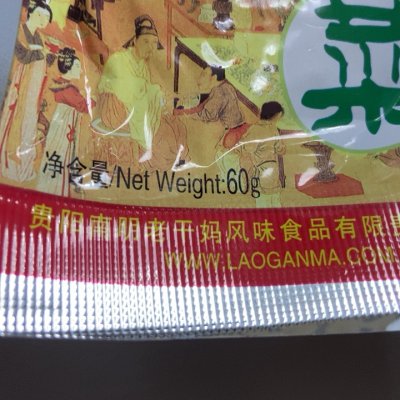 菜
净含量/Net Weight:60g
贵阳南明老干妈风味食品有限
WWW.LAOGANMA.COM